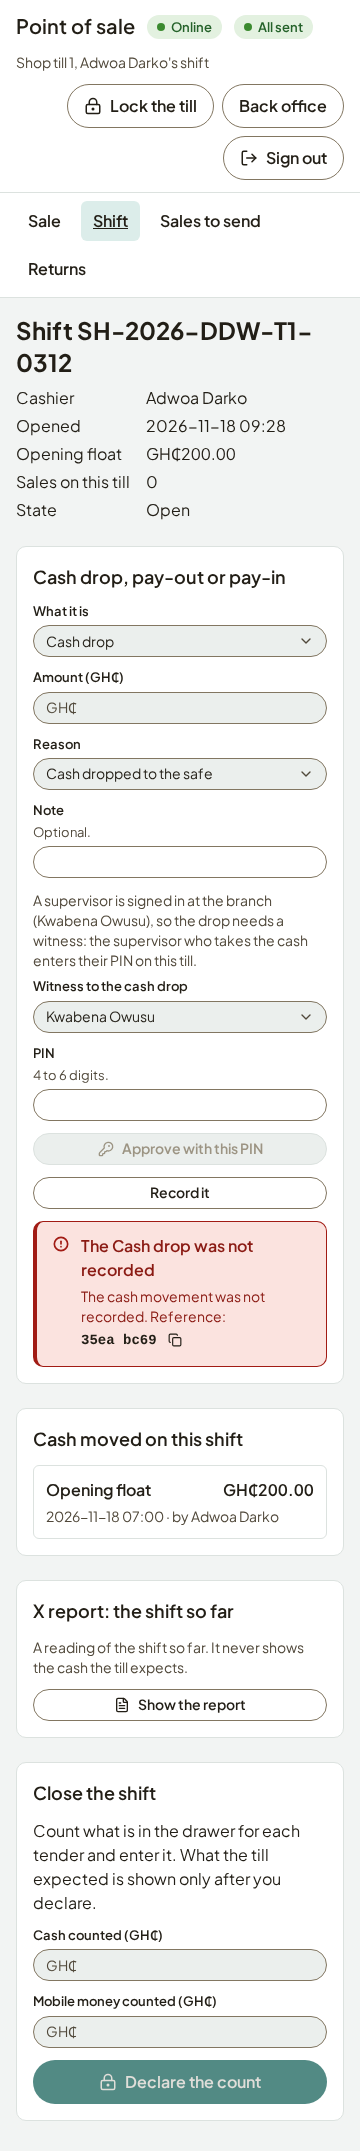 Point of sale
Online
All sent
Shop till 1, Adwoa Darko's shift
Lock the till
Back office
Sign out
Sale
Shift
Sales to send
Returns
Shift SH-2026-DDW-T1-
0312
Cashier Adwoa Darko
Opened 2026-11-18 09:28
Opening float GH₵200.00
Sales on this till 0
State Open
Cash drop, pay-out or pay-in
What it is
Cash drop
Amount (GH₵)
GH₵
Reason
Cash dropped to the safe
Note
Optional.
A supervisor is signed in at the branch
(Kwabena Owusu), so the drop needs a
witness: the supervisor who takes the cash
enters their PIN on this till.
Witness to the cash drop
Kwabena Owusu
PIN
4 to 6 digits.
Approve with this PIN
Record it
The Cash drop was not
recorded
The cash movement was not
recorded. Reference:
35ea bc69
Cash moved on this shift
Opening float GH₵200.00
2026-11-18 07:00 · by Adwoa Darko
X report: the shift so far
A reading of the shift so far. It never shows
the cash the till expects.
Show the report
Close the shift
Count what is in the drawer for each
tender and enter it. What the till
expected is shown only after you
declare.
Cash counted (GH₵)
GH₵
Mobile money counted (GH₵)
GH₵
Declare the count